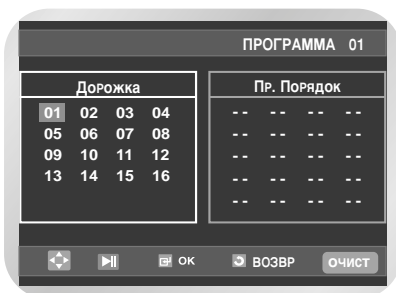 ПРОГРАММА 01
Дорожка
01 02 03 04
05 06 07 08
09 10 11 12
13 14 15 16
Пр. Порядок
-- -- -- --
-- -- -- --
-- -- -- --
-- -- -- --
-- -- -- --
-- -- -- --
ОК ВОЗВР ОЧИСТ